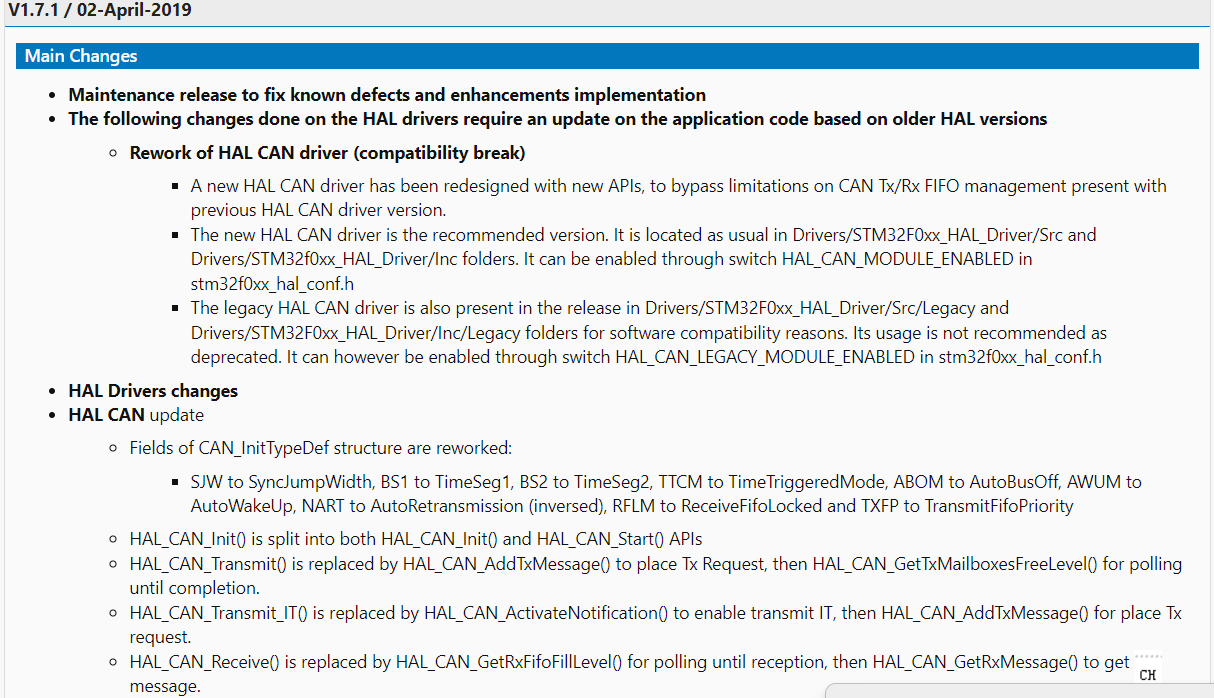 V1.7.1 / 02-April-2019
Main Changes
Maintenance release to fix known defects and enhancements implementation
The following changes done on the HAL drivers require an update on the application code based on older HAL versions
Rework of HAL CAN driver (compatibility break)
A new HAL CAN driver has been redesigned with new APIs, to bypass limitations on CAN Tx/Rx FIFO management present with
previous HAL CAN driver version.
The new HAL CAN driver is the recommended version. It is located as usual in Drivers/STM32F0xx_HAL_Driver/Src and
Drivers/STM32f0xx_HAL_Driver/Inc folders. It can be enabled through switch HAL_CAN_MODULE_ENABLED in
stm32f0xx_hal_conf.h
The legacy HAL CAN driver is also present in the release in Drivers/STM32F0xx_HAL_Driver/Src/Legacy and
Drivers/STM32F0xx_HAL_Driver/Inc/Legacy folders for software compatibility reasons. Its usage is not recommended as
deprecated. It can however be enabled through switch HAL_CAN_LEGACY_MODULE_ENABLED in stm32f0xx_hal_conf.h
HAL Drivers changes
HAL CAN update
Fields of CAN_InitTypeDef structure are reworked:
SJW to SyncJumpWidth, BS1 to TimeSeg1, BS2 to TimeSeg2, TTCM to TimeTriggeredMode, ABOM to AutoBusOff, AWUM to
AutoWakeUp, NART to AutoRetransmission (inversed), RFLM to ReceiveFifoLocked and TXFP to TransmitFifoPriority
HAL_CAN_Init() is split into both HAL_CAN_Init() and HAL_CAN_Start() APIs
HAL_CAN_Transmit() is replaced by HAL_CAN_AddTxMessage() to place Tx Request, then HAL_CAN_GetTxMailboxesFreeLevel() for polling
until completion.
HAL_CAN_Transmit_IT() is replaced by HAL_CAN_ActivateNotification() to enable transmit IT, then HAL_CAN_AddTxMessage() for place Tx
request.
HAL_CAN_Receive() is replaced by HAL_CAN_GetRxFifoFillLevel() for polling until reception, then HAL_CAN_GetRxMessage() to get
message.
CH